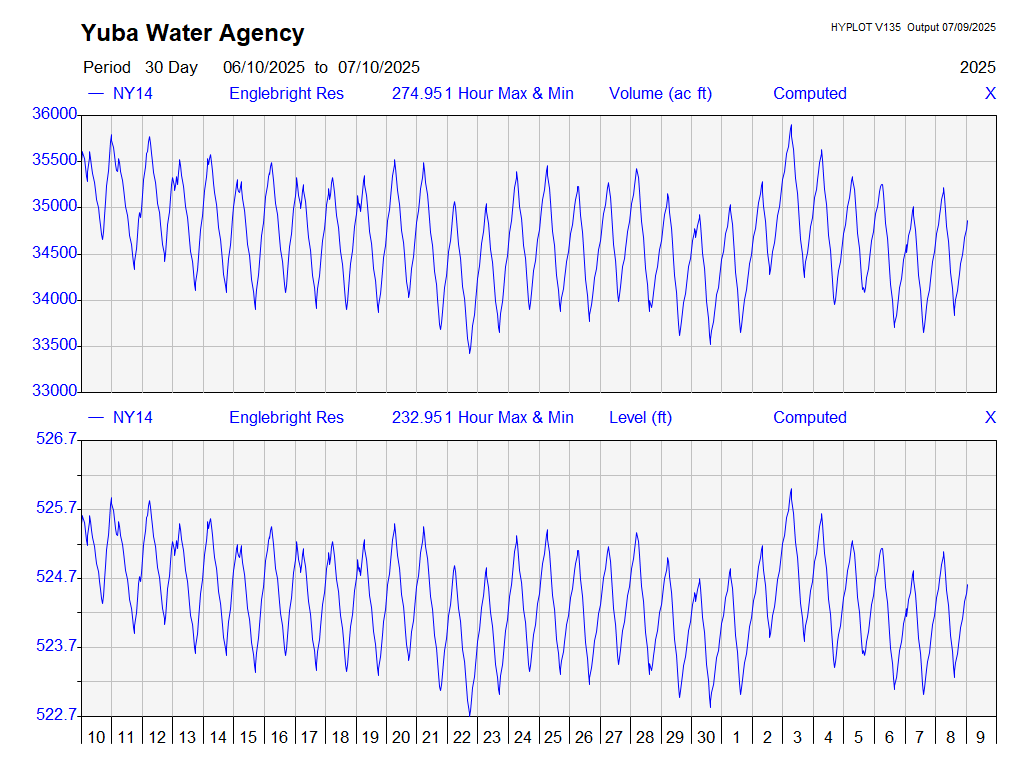 Yuba Water Agency
HYPLOT V135 Output 07/09/2025
Period 30 Day 06/10/2025 to 07/10/2025
2025
— NY14 Englebright Res 274.951 Hour Max & Min Volume (ac ft) Computed X
36000
35500
35000
34500
34000
33500
33000
— NY14 Englebright Res 232.951 Hour Max & Min Level (ft) Computed X
526.7
525.7
524.7
523.7
522.7
10 11 12 13 14 15 16 17 18 19 20 21 22 23 24 25 26 27 28 29 30 1 2 3 4 5 6 7 8 9